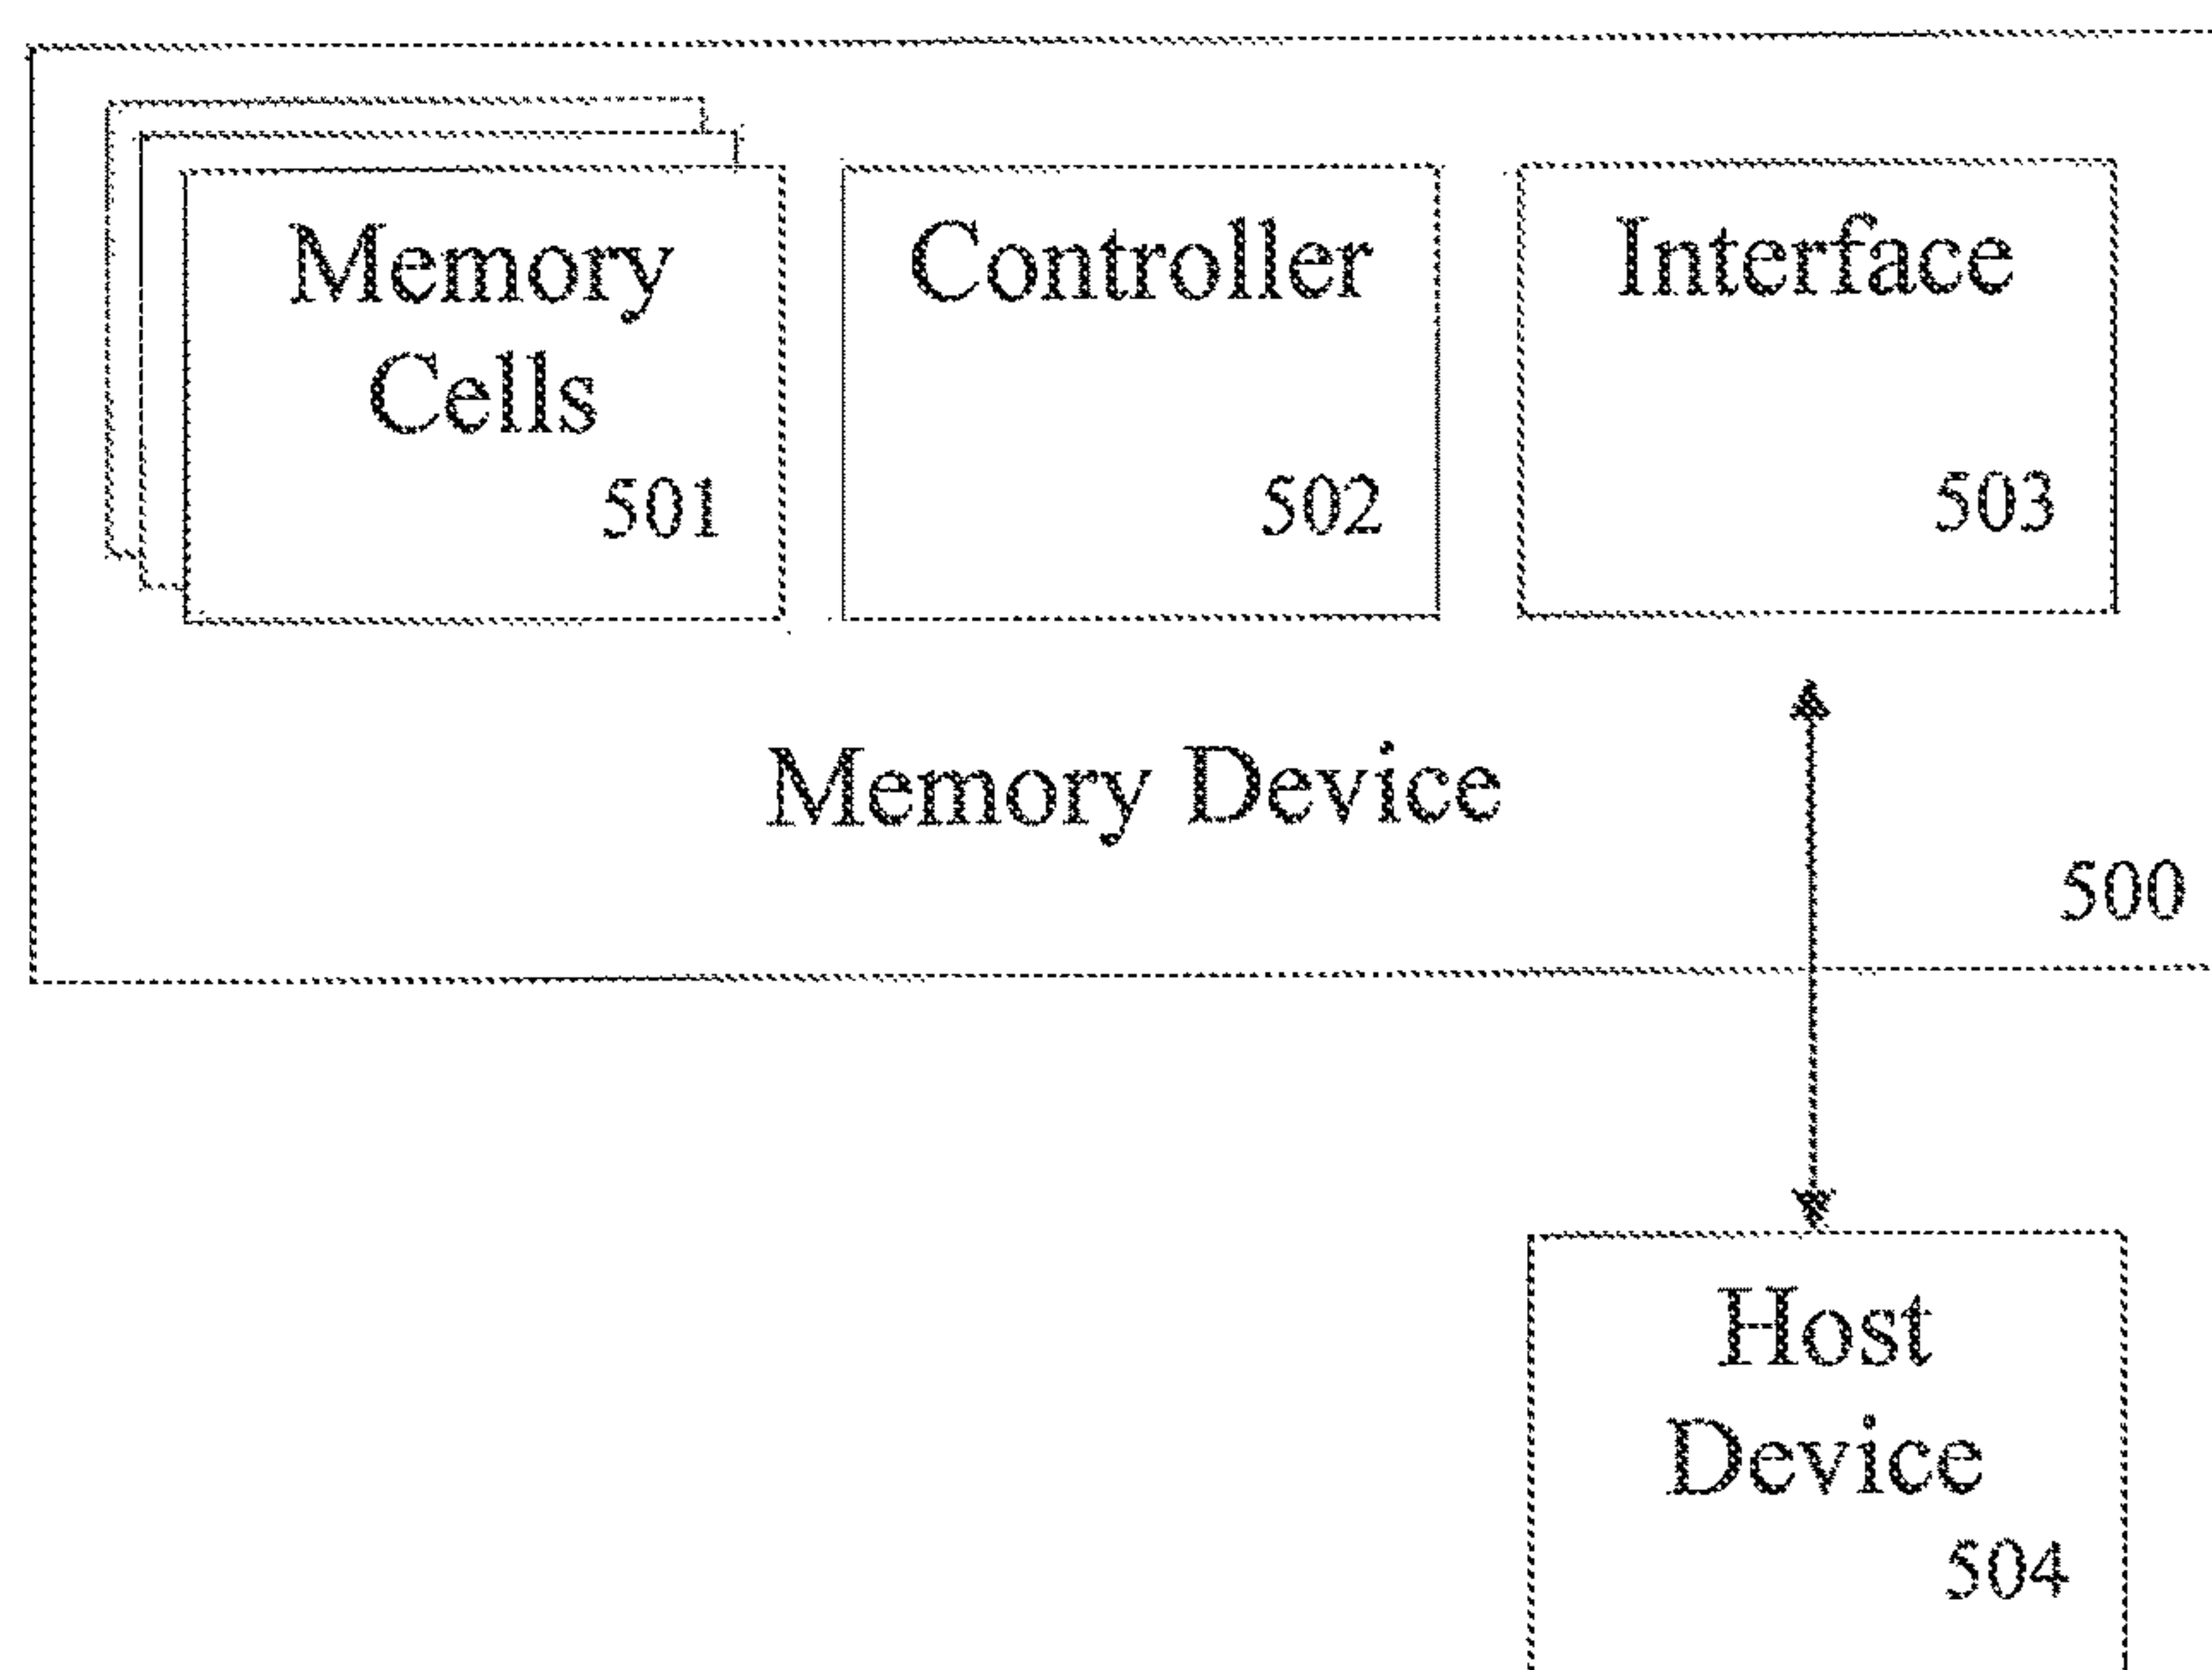 Memory
Cells
501
Controller
502
Interface
503
Memory Device
500
Host
Device
504